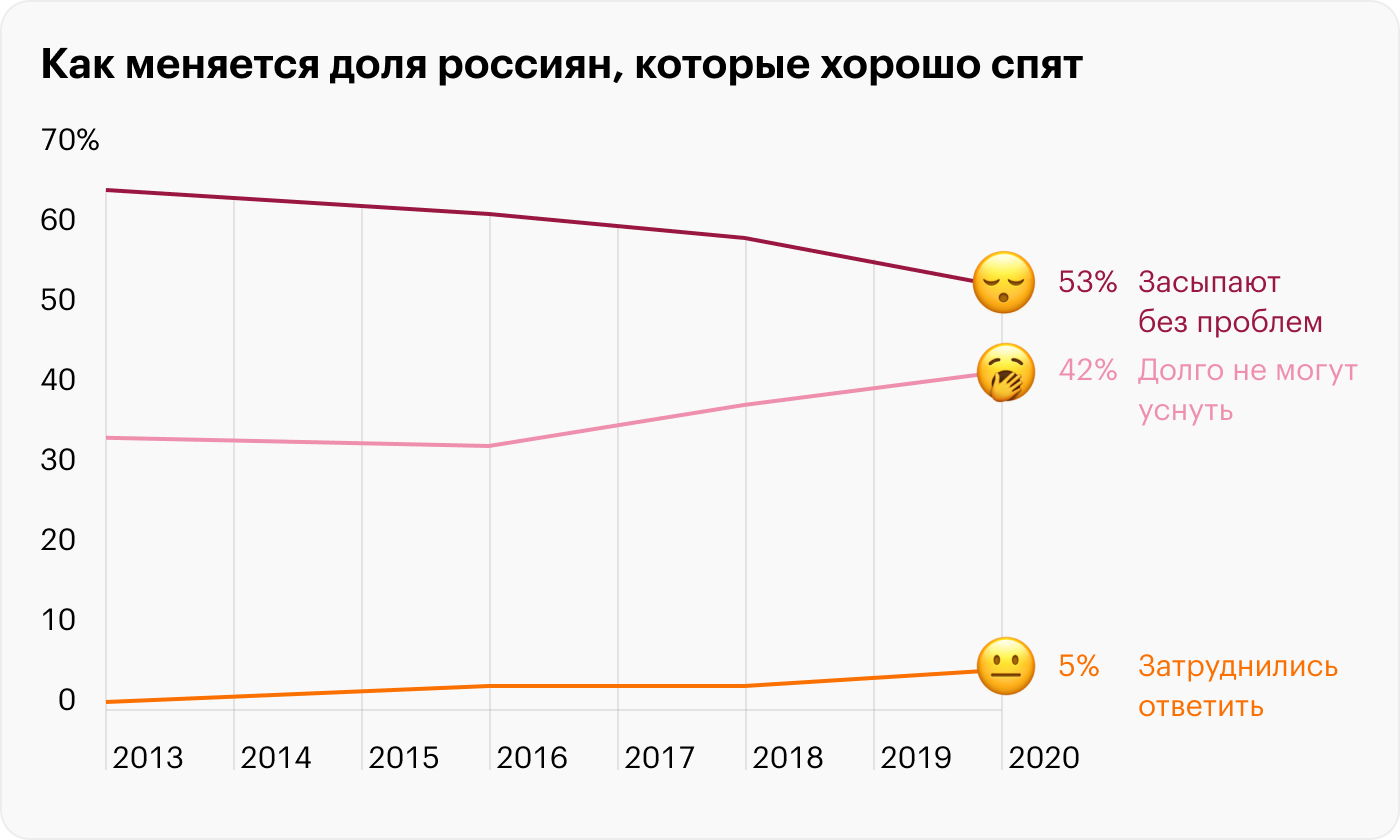 Как меняется доля россиян, которые хорошо спят
70%
60
50
40
30
20
10
0
53% Засыпают
без проблем
42% Долго не могут
уснуть
5% Затруднились
ответить
2013 2014 2015 2016 2017 2018 2019 2020